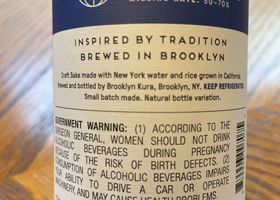 RATE: 50-70%
INSPIRED BY TRADITION
BREWED IN BROOKLYN
Craft Sake made with New York water and rice grown in California.
Brewed and bottled by Brooklyn Kura, Brooklyn, NY. KEEP REFRIGERATED
Small batch made. Natural bottle variation.
GOVERNMENT WARNING: (1) ACCORDING TO THE
SURGEON GENERAL, WOMEN SHOULD NOT DRINK
ALCOHOLIC BEVERAGES DURING PREGNANCY
BECAUSE OF THE RISK OF BIRTH DEFECTS. (2)
CONSUMPTION OF ALCOHOLIC BEVERAGES IMPAIRS
YOUR ABILITY TO DRIVE A CAR OR OPERATE
MACHINERY, AND MAY CAUSE HEALTH PROBLEMS.